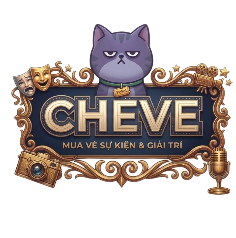 CHEVE
MUA VÉ SỰ KIỆN & GIẢI TRÍ